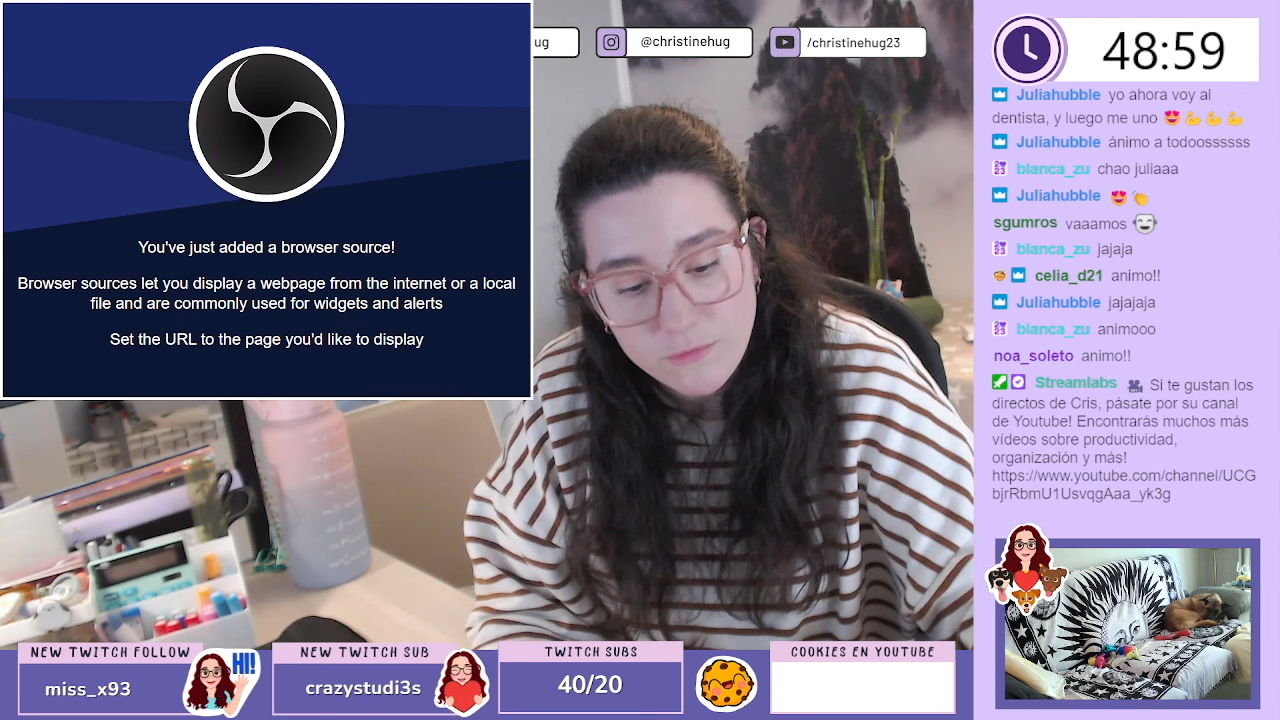 You've just added a browser source!
Browser sources let you display a webpage from the internet or a local
file and are commonly used for widgets and alerts
Set the URL to the page you'd like to display
ug
@christinehug
/christinehug23
48:59
Juliahubble yo ahora voy al
dentista, y luego me uno
Juliahubble ánimo a todoossssss
blanca_zu chao juliaaa
Juliahubble
sgumros vaaamos
blanca_zu jajaja
celia_d21 animo!!
Juliahubble jajajaja
blanca_zu animooo
noa_soleto animo!!
Streamlabs Si te gustan los
directos de Cris, pásate por su canal
de Youtube! Encontrarás muchos más
vídeos sobre productividad,
organización y más!
https://www.youtube.com/channel/UCG
bjrRbmU1UsvqgAaa_yk3g
NEW TWITCH FOLLOW
miss_x93
HI!
NEW TWITCH SUB
crazystudi3s
TWITCH SUBS
40/20
COOKIES EN YOUTUBE